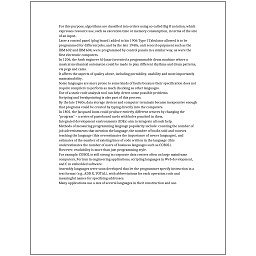 For this purpose, algorithms are classified into orders using so-called Big O notation, which
expresses resource use, such as execution time or memory consumption, in terms of the size
of an input.
Later a control panel (plug board) added to his 1906 Type I Tabulator allowed it to be
programmed for different jobs, and by the late 1940s, unit record equipment such as the
IBM 602 and IBM 604, were programmed by control panels in a similar way, as were the
first electronic computers.
In 1206, the Arab engineer Al-Jazari invented a programmable drum machine where a
musical mechanical automaton could be made to play different rhythms and drum patterns,
via pegs and cams.
It affects the aspects of quality above, including portability, usability and most importantly
maintainability.
Some languages are more prone to some kinds of faults because their specification does not
require compilers to perform as much checking as other languages.
Use of a static code analysis tool can help detect some possible problems.
Scripting and breakpointing is also part of this process.
By the late 1960s, data storage devices and computer terminals became inexpensive enough
that programs could be created by typing directly into the computers.
In 1801, the Jacquard loom could produce entirely different weaves by changing the
"program" – a series of pasteboard cards with holes punched in them.
Integrated development environments (IDEs) aim to integrate all such help.
Methods of measuring programming language popularity include: counting the number of
job advertisements that mention the language, the number of books sold and courses
teaching the language (this overestimates the importance of newer languages), and
estimates of the number of existing lines of code written in the language (this
underestimates the number of users of business languages such as COBOL).
However, readability is more than just programming style.
For example, COBOL is still strong in corporate data centers often on large mainframe
computers, Fortran in engineering applications, scripting languages in Web development,
and C in embedded software.
Assembly languages were soon developed that let the programmer specify instruction in a
text format (e.g., ADD X, TOTAL), with abbreviations for each operation code and
meaningful names for specifying addresses.
Many applications use a mix of several languages in their construction and use.